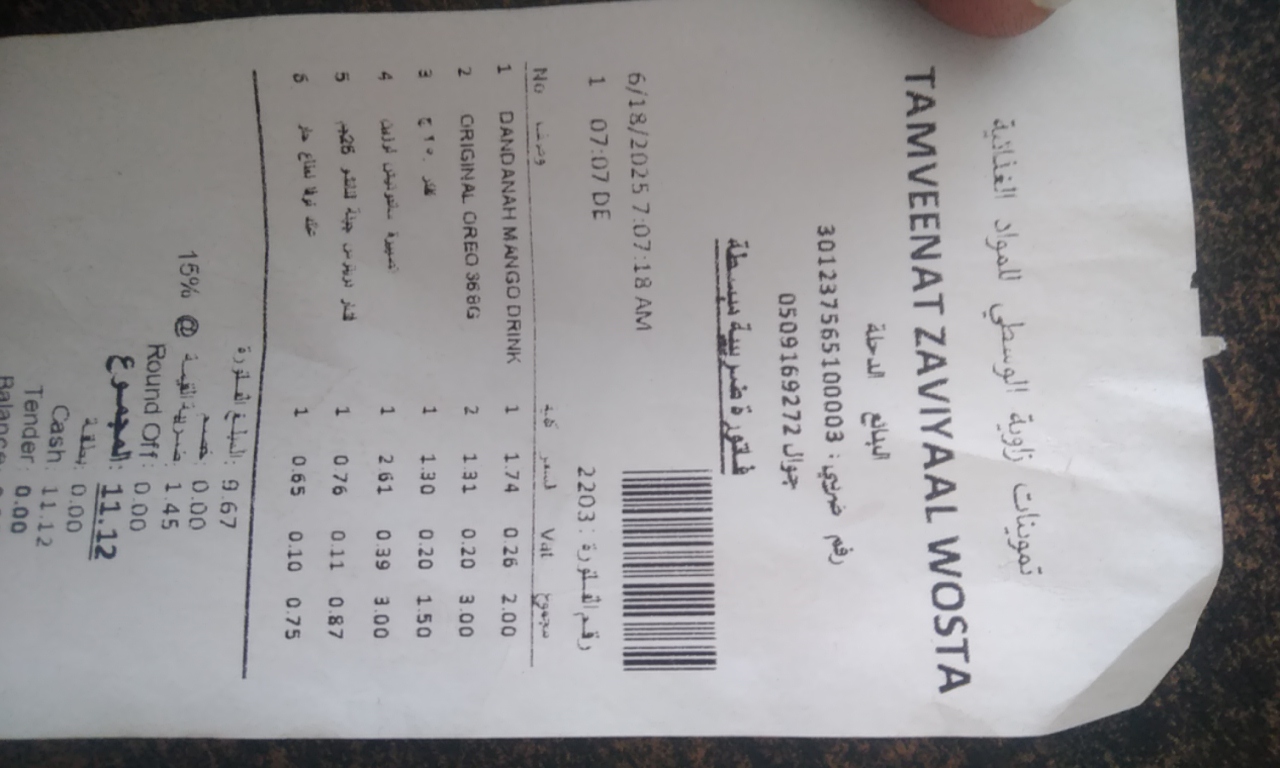 تموينات زاوية الوسطي للمواد الغذائية
TAMVEENAT ZAVIYAAL WOSTA
البائع الدحلة
رقم ضريبي : 301237565100003
جوال 0509169272
فاتورة ضريبية مبسطة
6/18/2025 7:07:18 AM
1 07:07 DE رقم الفاتورة : 2203
No وصف كمية السعر Vat مجموع
1 DANDANAH MANGO DRINK 1 1.74 0.26 2.00
2 ORIGINAL OREO 368G 2 1.31 0.20 3.00
3 1 1.30 0.20 1.50
4 1 2.61 0.39 3.00
5 1 0.76 0.11 0.87
6 1 0.65 0.10 0.75
المبلغ الفاتورة: 9.67
خصم: 0.00
15% @ ضريبة القيمة: 1.45
Round Off: 0.00
المجموع: 11.12
بطاقة: 0.00
Cash: 11.12
Tender: 0.00
Balance